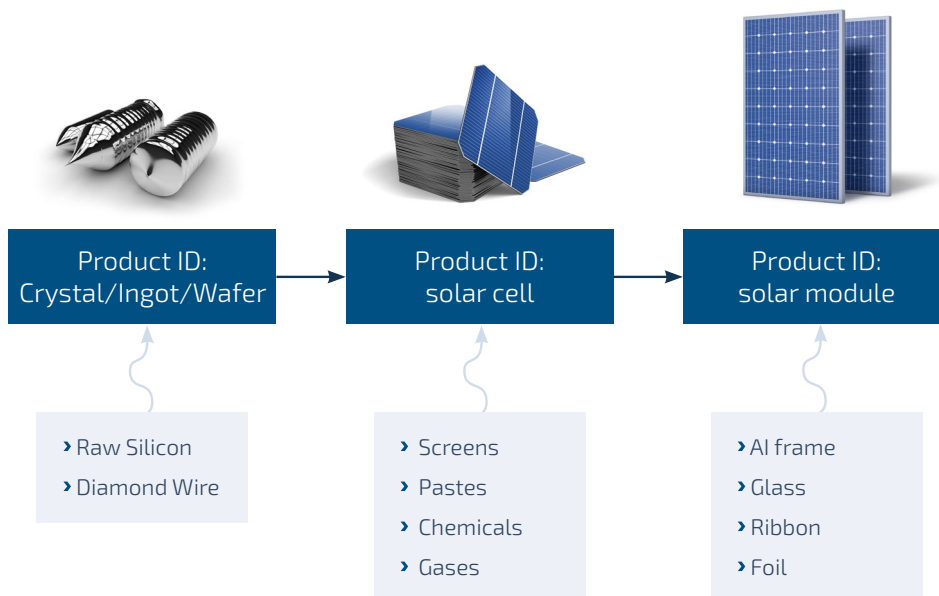 Product ID:
Crystal/Ingot/Wafer
Product ID:
solar cell
Product ID:
solar module
› Raw Silicon
› Diamond Wire
› Screens
› Pastes
› Chemicals
› Gases
› AI frame
› Glass
› Ribbon
› Foil